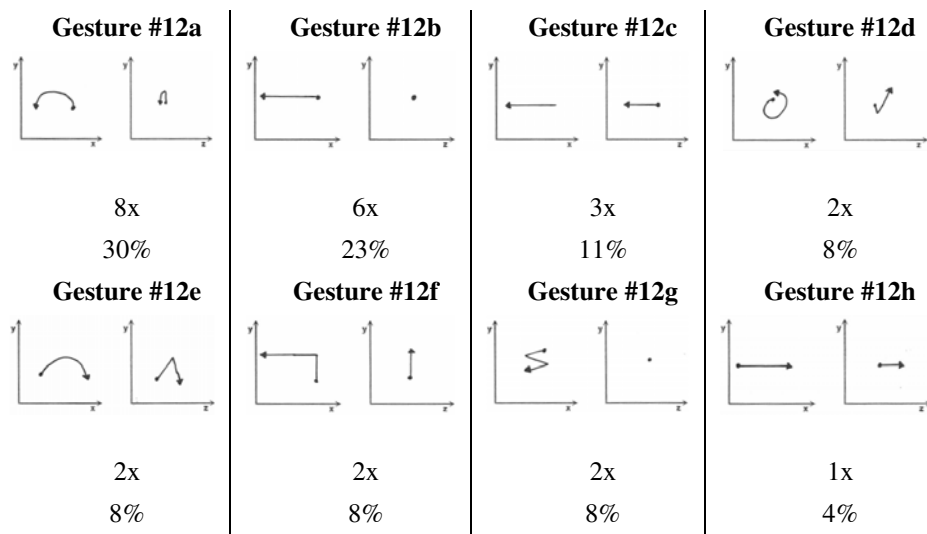 Gesture #12a Gesture #12b Gesture #12c Gesture #12d
y y y y y y y y
x z x z x z x z
8x 6x 3x 2x
30% 23% 11% 8%
Gesture #12e Gesture #12f Gesture #12g Gesture #12h
y y y y y y y y
x z x z x z x z
2x 2x 2x 1x
8% 8% 8% 4%